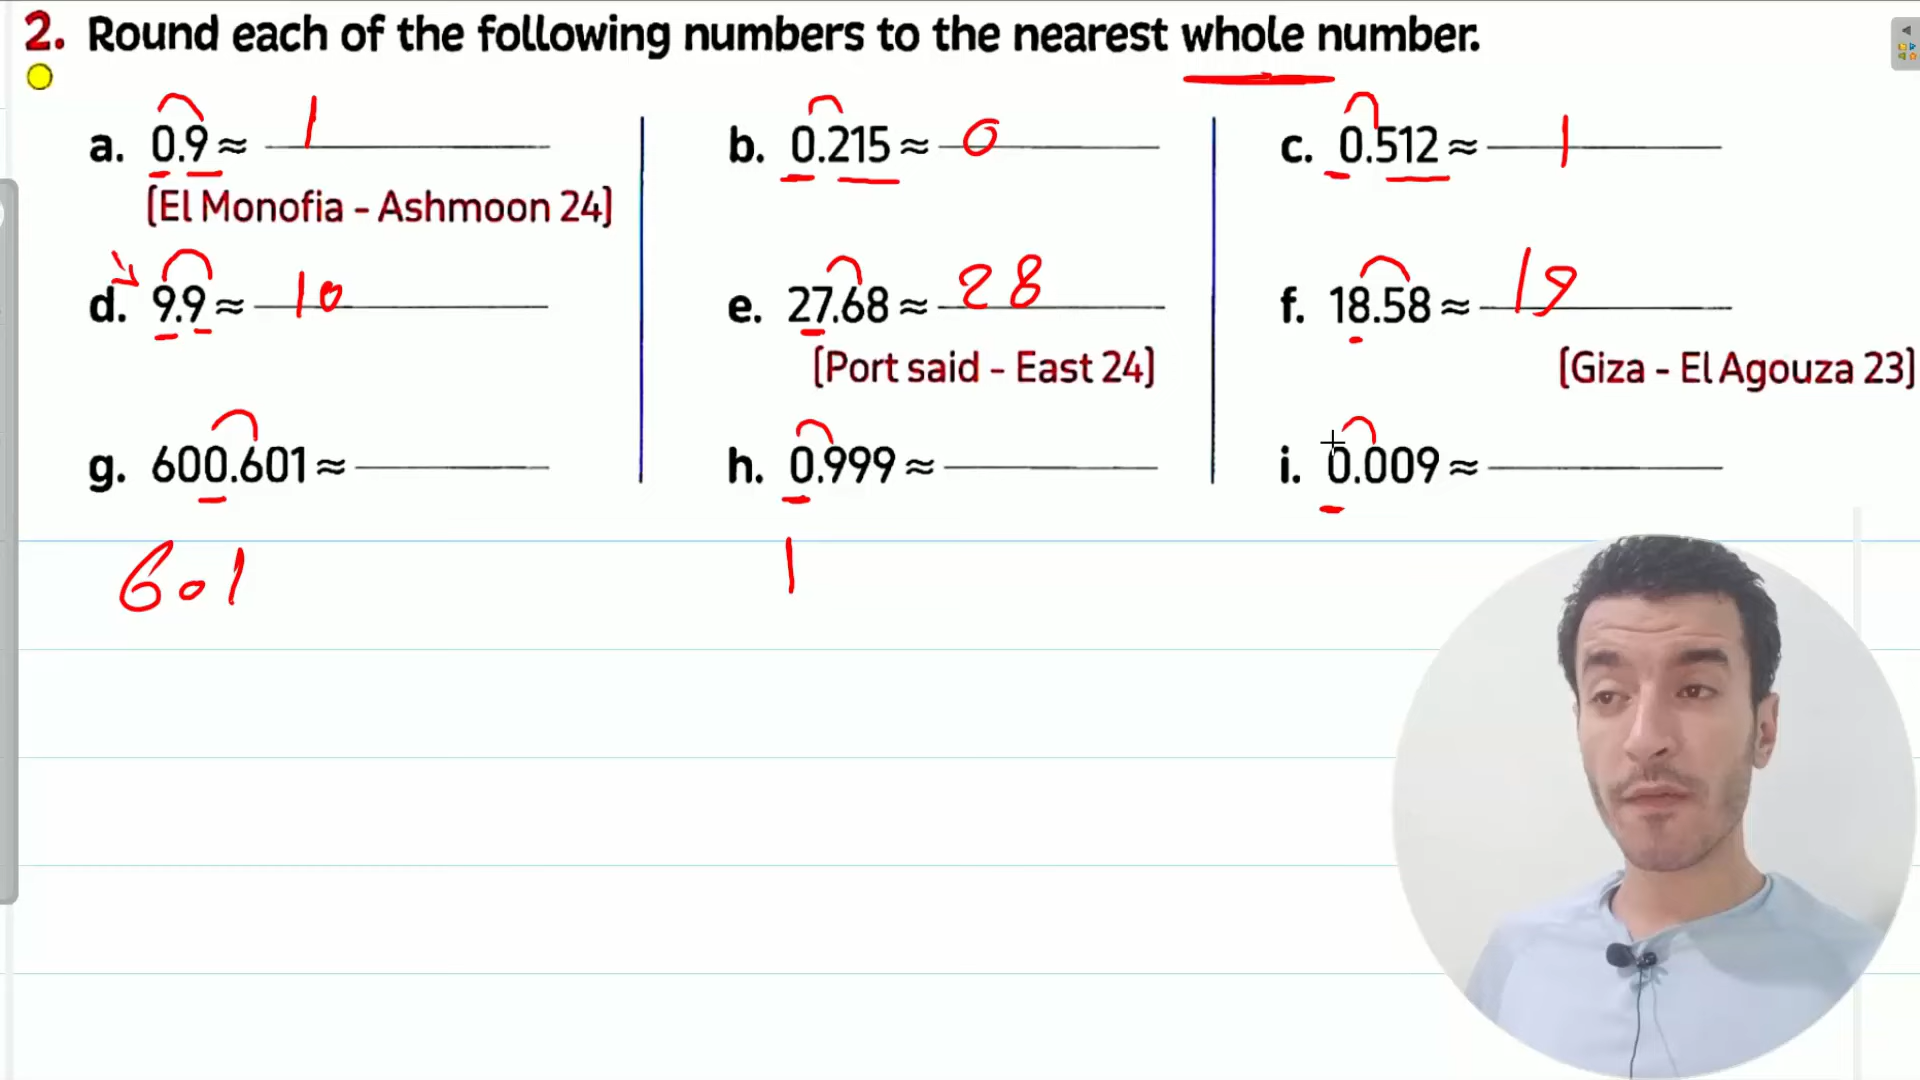 2. Round each of the following numbers to the nearest whole number.
a. 0.9 ≈ 1
b. 0.215 ≈ 0
c. 0.512 ≈ 1
[El Monofia - Ashmoon 24]
d. 9.9 ≈ 10
e. 27.68 ≈ 28
f. 18.58 ≈ 19
[Port said - East 24]
[Giza - El Agouza 23]
g. 600.601 ≈
h. 0.999 ≈
i. 0.009 ≈
601
1